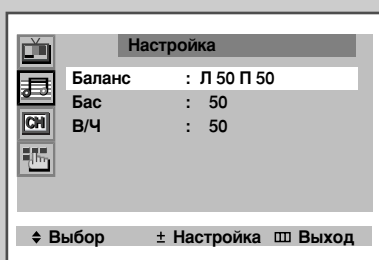 Настройка
Баланс : Л 50 П 50
Бас : 50
В/Ч : 50
CH
Выбор ± Настройка Выход